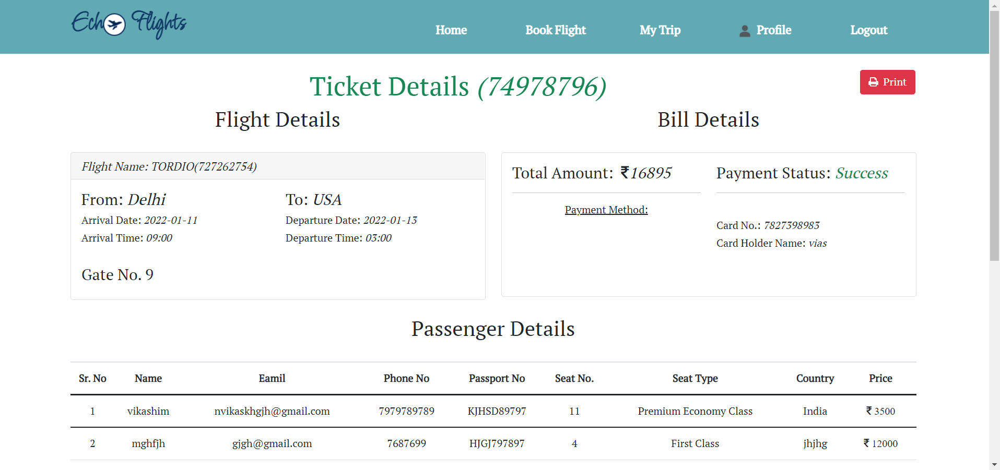 Echo Flights
Home Book Flight My Trip Profile Logout
Ticket Details (74978796)
Print
Flight Details
Flight Name: TORDIO(727262754)
From: Delhi To: USA
Arrival Date: 2022-01-11 Departure Date: 2022-01-13
Arrival Time: 09:00 Departure Time: 03:00
Gate No. 9
Bill Details
Total Amount: ₹16895 Payment Status: Success
Payment Method:
Card No.: 7827398983
Card Holder Name: vias
Passenger Details
Sr. No Name Eamil Phone No Passport No Seat No. Seat Type Country Price
1 vikashim nvikaskhgjh@gmail.com 7979789789 KJHSD89797 11 Premium Economy Class India ₹ 3500
2 mghfjh gjgh@gmail.com 7687699 HJGJ797897 4 First Class jhjhg ₹ 12000